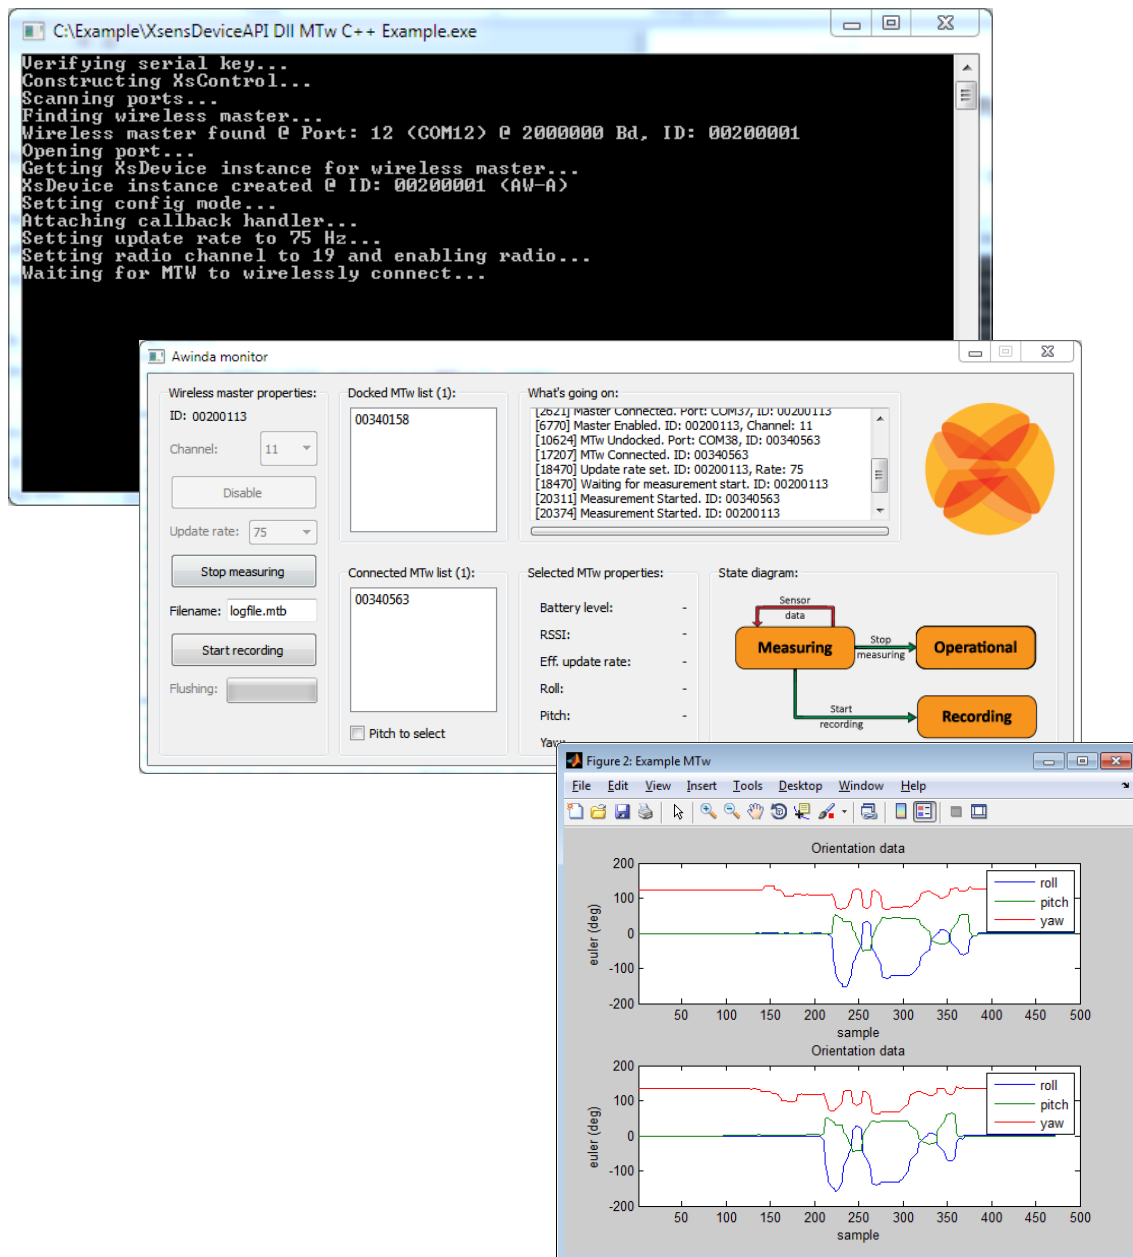 C:\Example\XsensDeviceAPI Dll MTw C++ Example.exe
Verifying serial key...
Constructing XsControl...
Scanning ports...
Finding wireless master...
Wireless master found @ Port: 12 (COM12) @ 2000000 Bd, ID: 00200001
Opening port...
Getting XsDevice instance for wireless master...
XsDevice instance created @ ID: 00200001 (AW-A)
Setting config mode...
Attaching callback handler...
Setting update rate to 75 Hz...
Setting radio channel to 19 and enabling radio...
Waiting for MTW to wirelessly connect...
Awinda monitor
Wireless master properties:
ID: 00200113
Channel: 11
Disable
Update rate: 75
Stop measuring
Filename: logfile.mtb
Start recording
Flushing:
Docked MTw list (1):
00340158
Connected MTw list (1):
00340563
Pitch to select
What's going on:
[2621] Master Connected. Port: COM37, ID: 00200113
[6770] Master Enabled. ID: 00200113, Channel: 11
[10624] MTw Undocked. Port: COM38, ID: 00340563
[17207] MTw Connected. ID: 00340563
[18470] Update rate set. ID: 00200113, Rate: 75
[18470] Waiting for measurement start. ID: 00200113
[20311] Measurement Started. ID: 00340563
[20374] Measurement Started. ID: 00200113
Selected MTw properties:
Battery level: -
RSSI: -
Eff. update rate: -
Roll: -
Pitch: -
Yaw:
State diagram:
Sensor
data
Measuring
Stop
measuring
Operational
Start
recording
Recording
Figure 2: Example MTw
File Edit View Insert Tools Desktop Window Help
Orientation data
200
100
0
-100
-200
euler (deg)
roll
pitch
yaw
50 100 150 200 250 300 350 400 450 500
sample
Orientation data
200
100
0
-100
-200
euler (deg)
roll
pitch
yaw
50 100 150 200 250 300 350 400 450 500
sample